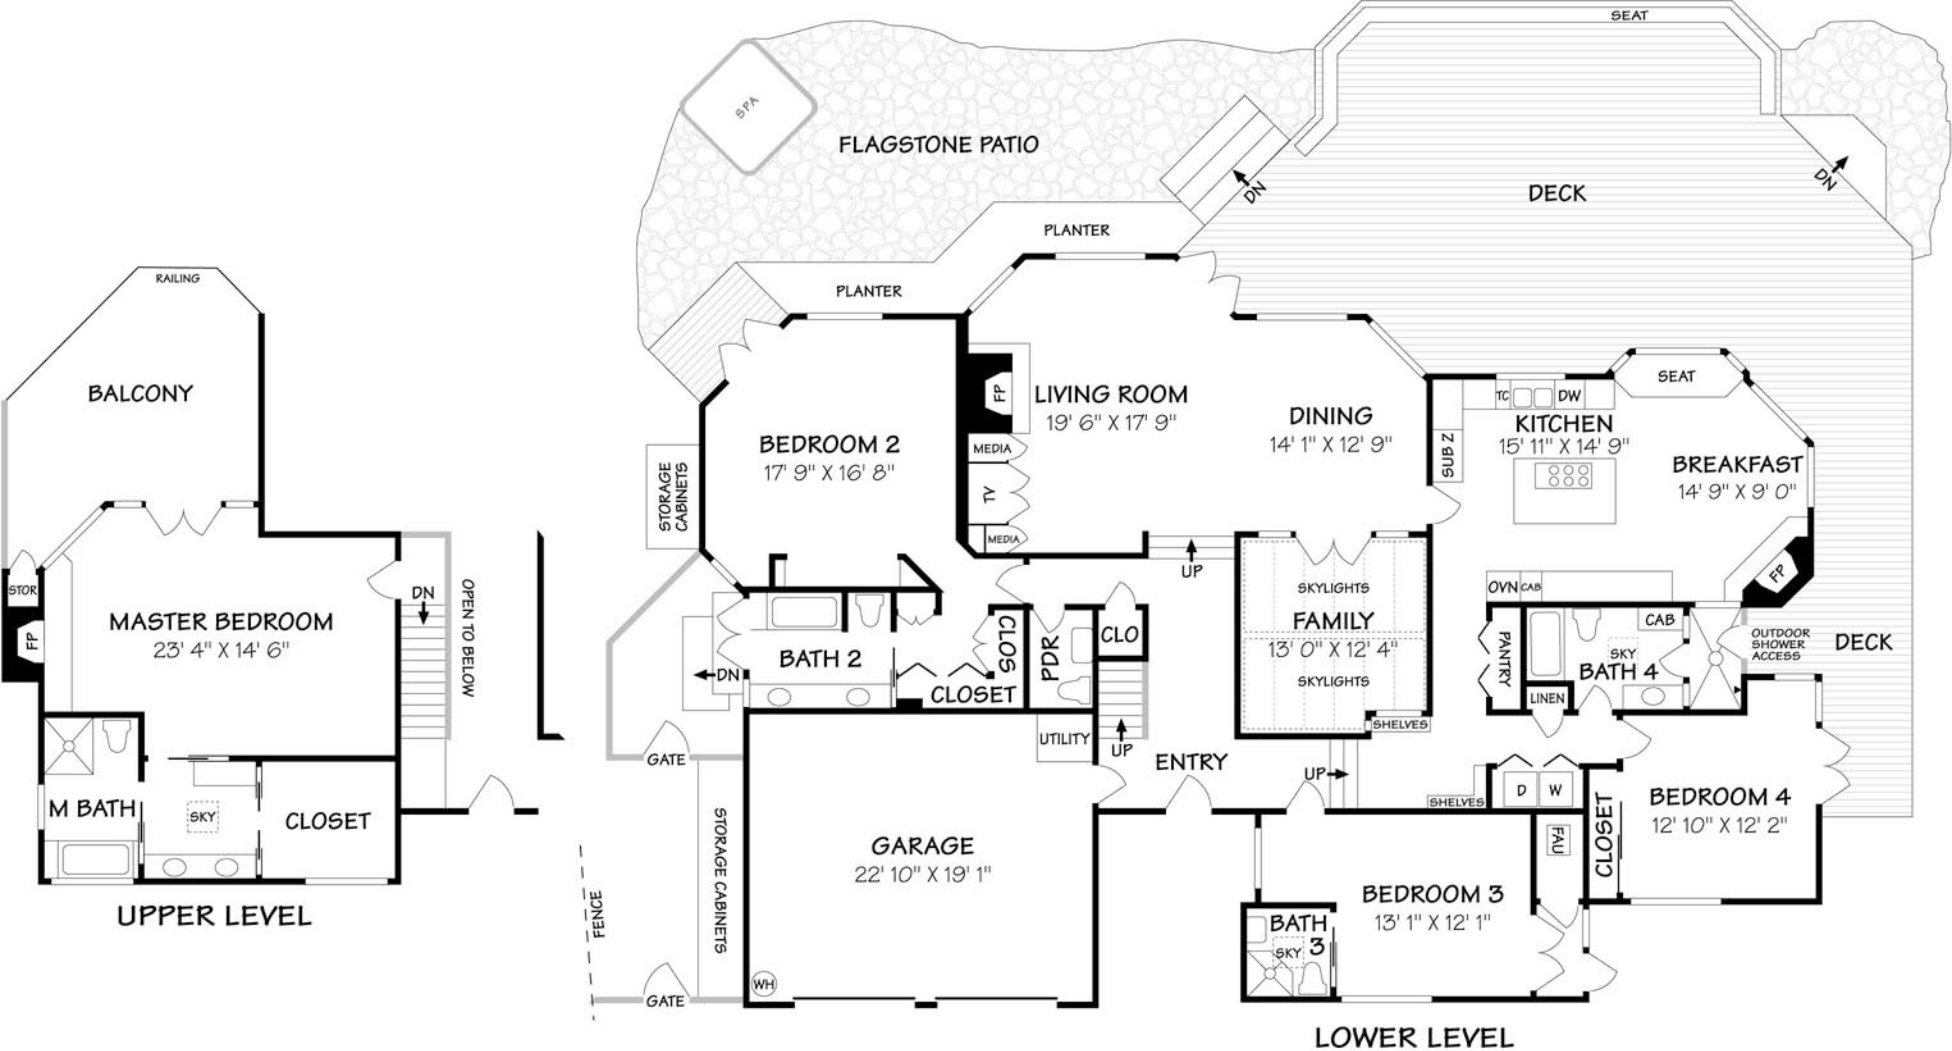 RAILING
BALCONY
STOR
FP
MASTER BEDROOM
23' 4" X 14' 6"
DN
OPEN TO BELOW
M BATH
SKY
CLOSET
UPPER LEVEL
SPA
FLAGSTONE PATIO
DN
SEAT
DECK
DN
PLANTER
PLANTER
STORAGE
CABINETS
BEDROOM 2
17' 9" X 16' 8"
FP
MEDIA
TV
MEDIA
LIVING ROOM
19' 6" X 17' 9"
DINING
14' 1" X 12' 9"
SUB Z
TC
DW
SEAT
KITCHEN
15' 11" X 14' 9"
BREAKFAST
14' 9" X 9' 0"
FP
OVN
CAB
UP
SKYLIGHTS
FAMILY
13' 0" X 12' 4"
SKYLIGHTS
SHELVES
DN
BATH 2
CLOS
CLOSET
PDR
CLO
UP
PANTRY
CAB
SKY
BATH 4
LINEN
OUTDOOR
SHOWER
ACCESS
DECK
GATE
UTILITY
ENTRY
UP
SHELVES
D
W
STORAGE CABINETS
FENCE
GATE
GARAGE
22' 10" X 19' 1"
WH
BEDROOM 3
13' 1" X 12' 1"
BATH
3
SKY
FAU
CLOSET
BEDROOM 4
12' 10" X 12' 2"
LOWER LEVEL